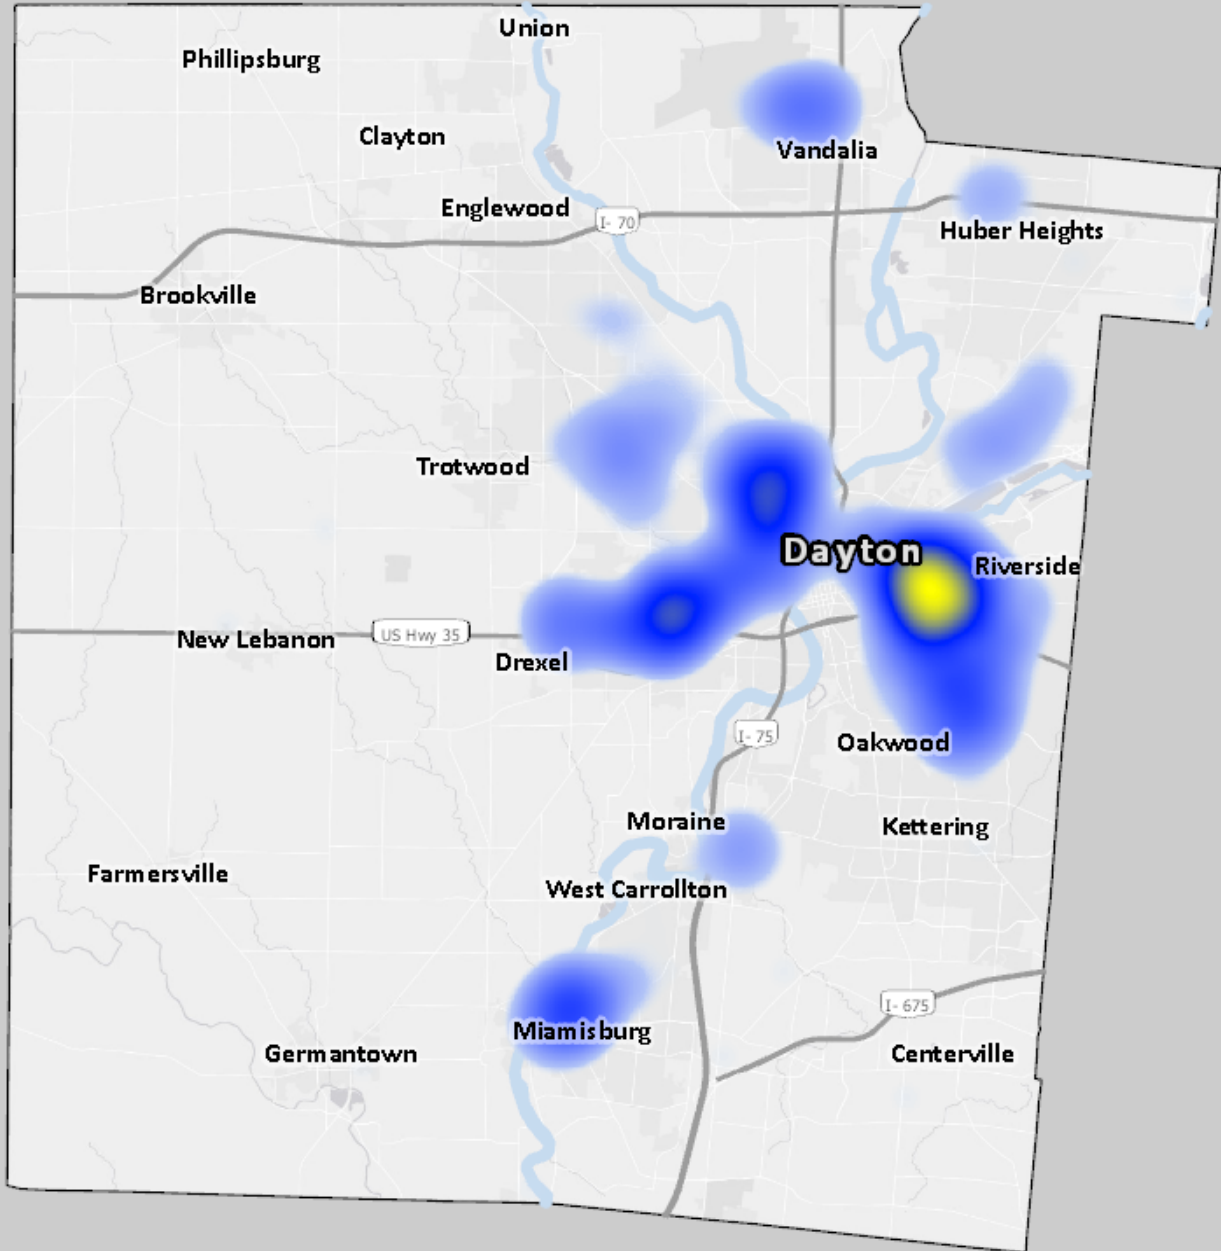 Union
Phillipsburg
Clayton
Vandalia
Englewood
I- 70
Huber Heights
Brookville
Trotwood
Dayton
Riverside
New Lebanon
US Hwy 35
Drexel
I- 75
Oakwood
Moraine
Kettering
Farmersville
West Carrollton
I- 675
Miamisburg
Germantown
Centerville